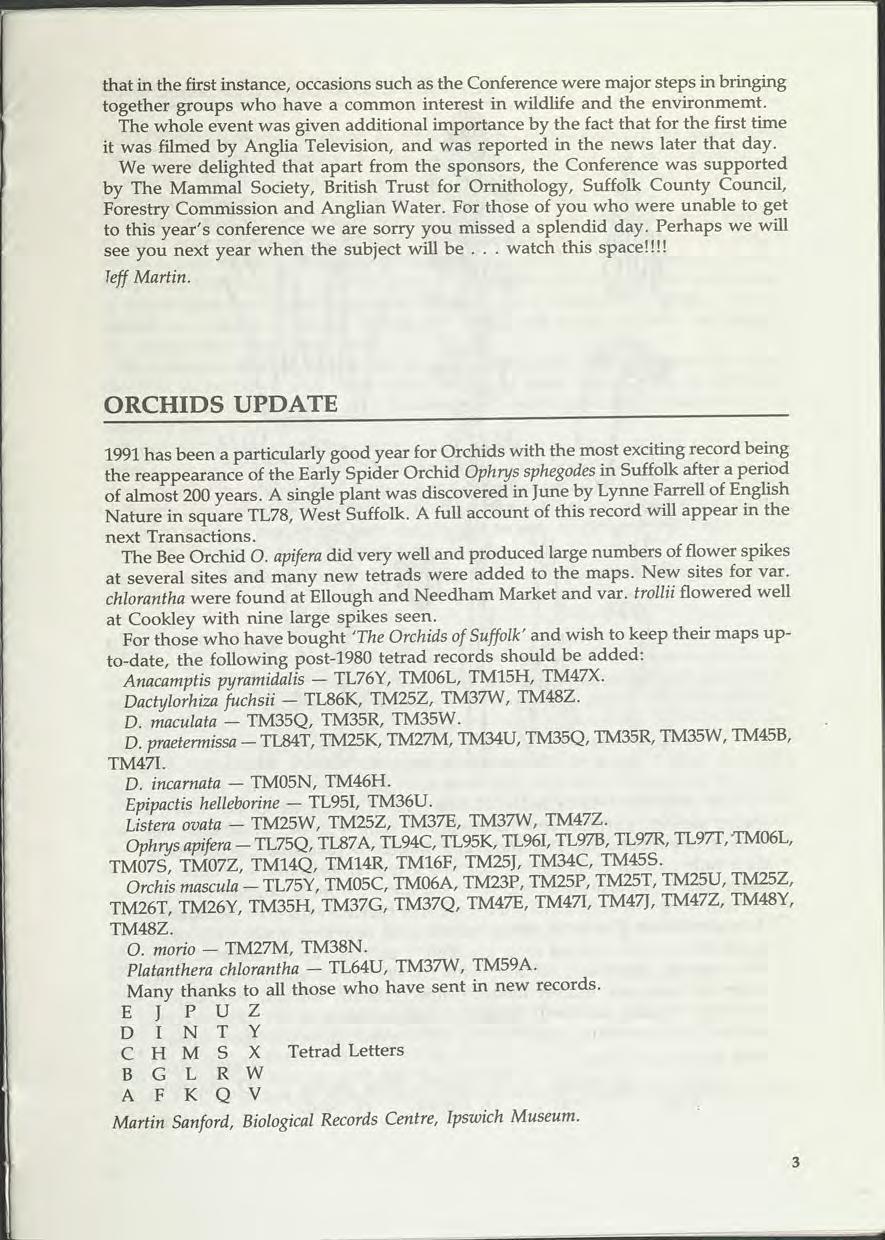 that in the first instance, occasions such as the Conference were major steps in bringing
together groups who have a common interest in wildlife and the environmemt.
The whole event was given additional importance by the fact that for the first time
it was filmed by Anglia Television, and was reported in the news later that day.
We were delighted that apart from the sponsors, the Conference was supported
by The Mammal Society, British Trust for Ornithology, Suffolk County Council,
Forestry Commission and Anglian Water. For those of you who were unable to get
to this year's conference we are sorry you missed a splendid day. Perhaps we will
see you next year when the subject will be . . . watch this space!!!!
Jeff Martin.
ORCHIDS UPDATE
1991 has been a particularly good year for Orchids with the most exciting record being
the reappearance of the Early Spider Orchid Ophrys sphegodes in Suffolk after a period
of almost 200 years. A single plant was discovered in June by Lynne Farrell of English
Nature in square TL78, West Suffolk. A full account of this record will appear in the
next Transactions.
The Bee Orchid O. apifera did very well and produced large numbers of flower spikes
at several sites and many new tetrads were added to the maps. New sites for var.
chlorantha were found at Ellough and Needham Market and var. trollii flowered well
at Cookley with nine large spikes seen.
For those who have bought 'The Orchids of Suffolk' and wish to keep their maps up-
to-date, the following post-1980 tetrad records should be added:
Anacamptis pyramidalis — TL76Y, TM06L, TM15H, TM47X.
Dactylorhiza fuchsii — TL86K, TM25Z, TM37W, TM48Z.
D. maculata — TM35Q, TM35R, TM35W.
D. praetermissa — TL84T, TM25K, TM27M, TM34U, TM35Q, TM35R, TM35W, TM45B,
TM47I.
D. incarnata — TM05N, TM46H.
Epipactis helleborine — TL95I, TM36U.
Listera ovata — TM25W, TM25Z, TM37E, TM37W, TM47Z.
Ophrys apifera — TL75Q, TL87A, TL94C, TL95K, TL96I, TL97B, TL97R, TL97T, TM06L,
TM07S, TM07Z, TM14Q, TM14R, TM16F, TM25J, TM34C, TM45S.
Orchis mascula — TL75Y, TM05C, TM06A, TM23P, TM25P, TM25T, TM25U, TM25Z,
TM26T, TM26Y, TM35H, TM37G, TM37Q, TM47E, TM47I, TM47J, TM47Z, TM48Y,
TM48Z.
O. morio — TM27M, TM38N.
Platanthera chlorantha — TL64U, TM37W, TM59A.
Many thanks to all those who have sent in new records.
E J P U Z
D I N T Y
C H M S X Tetrad Letters
B G L R W
A F K Q V
Martin Sanford, Biological Records Centre, Ipswich Museum.
3